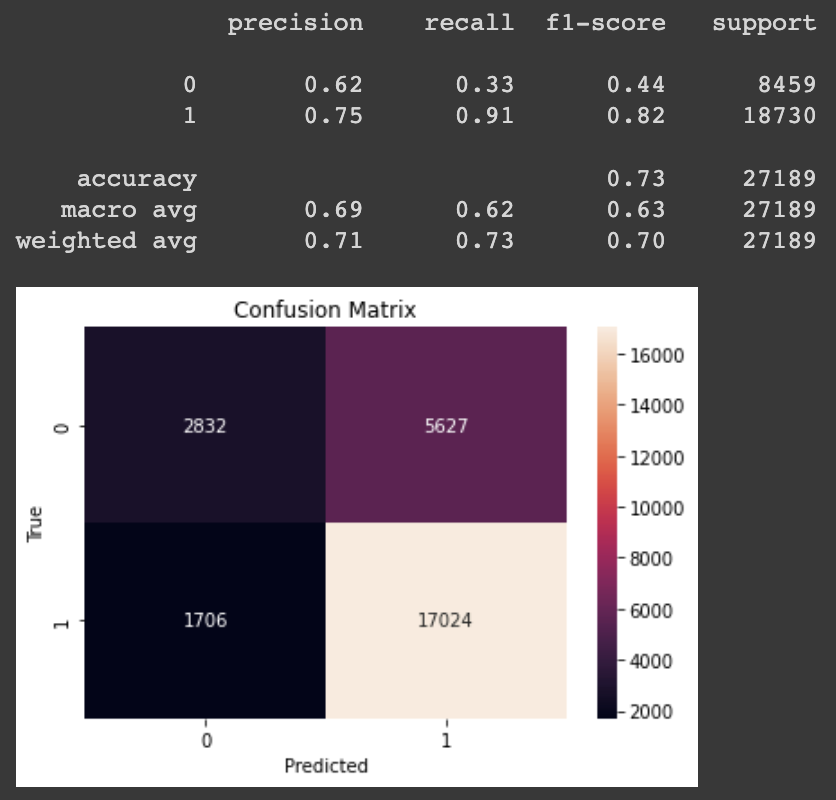 precision recall f1-score support
0 0.62 0.33 0.44 8459
1 0.75 0.91 0.82 18730
accuracy 0.73 27189
macro avg 0.69 0.62 0.63 27189
weighted avg 0.71 0.73 0.70 27189
Confusion Matrix
16000
14000
12000
10000
8000
6000
4000
2000
0
2832 5627
True
1
1706 17024
0 1
Predicted